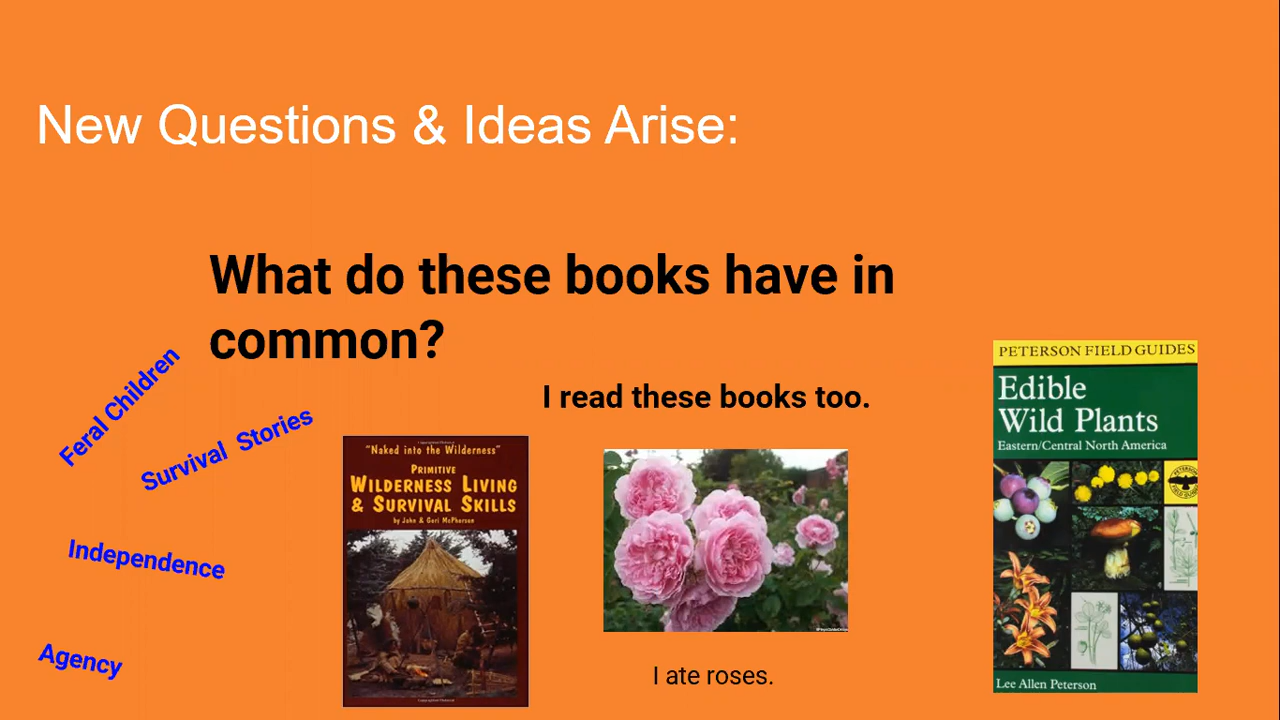 New Questions & Ideas Arise:
What do these books have in
common?
Feral Children
Survival Stories
Independence
Agency
I read these books too.
"Naked into the Wilderness"
PRIMITIVE
WILDERNESS LIVING
& SURVIVAL SKILLS
by John & Geri McPherson
I ate roses.
PETERSON FIELD GUIDES
Edible
Wild Plants
Eastern/Central North America
Lee Allen Peterson